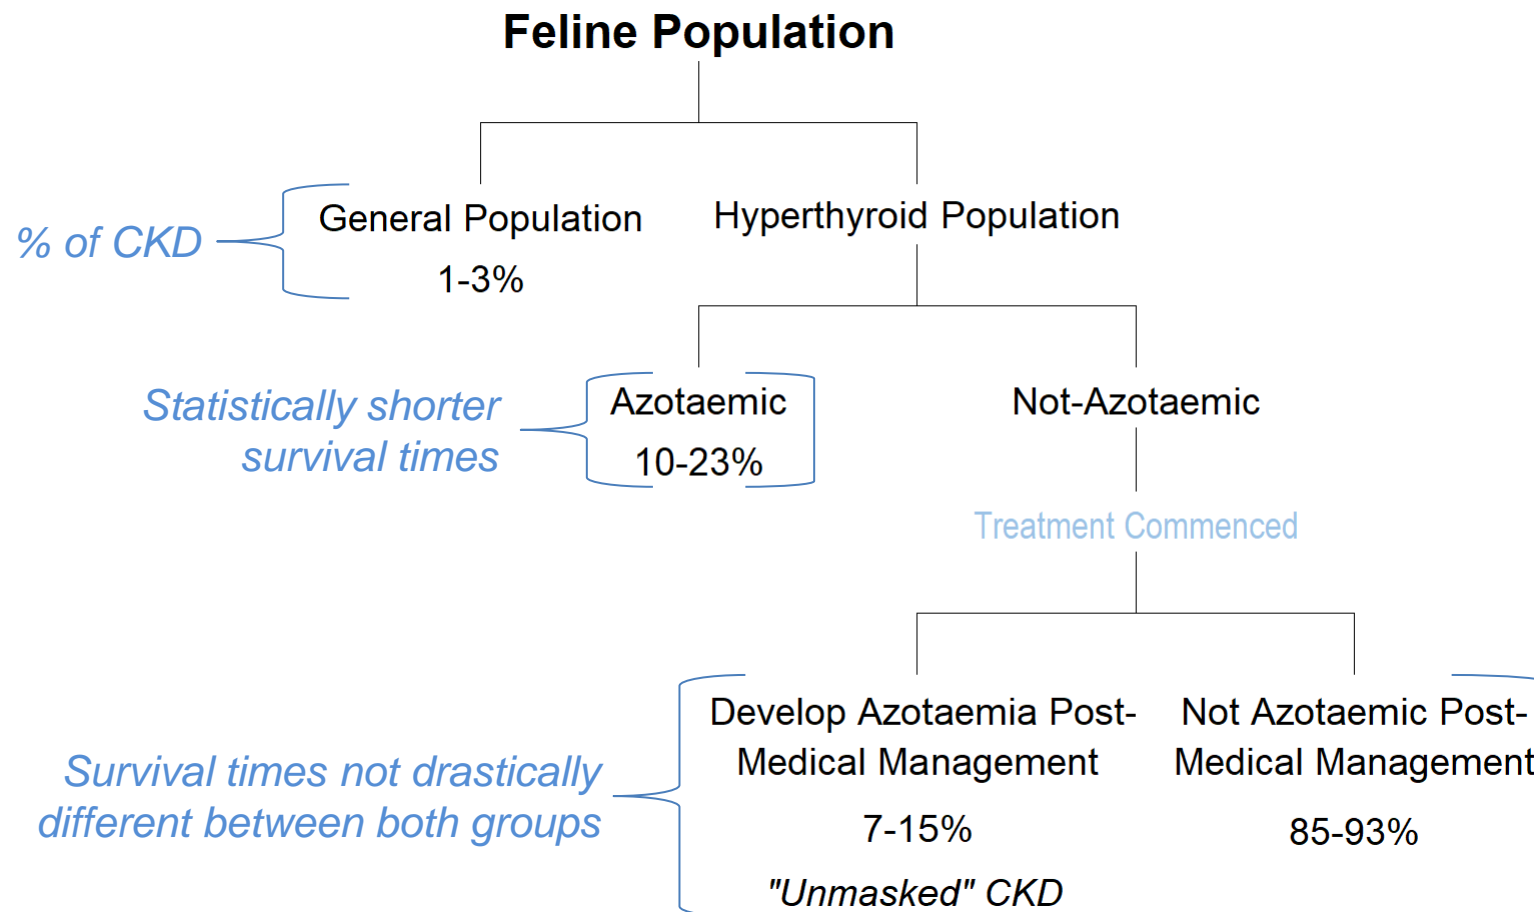 Feline Population
General Population
Hyperthyroid Population
% of CKD
1-3%
Statistically shorter
survival times
Azotaemic
10-23%
Not-Azotaemic
Treatment Commenced
Develop Azotaemia Post-
Medical Management
7-15%
"Unmasked" CKD
Not Azotaemic Post-
Medical Management
85-93%
Survival times not drastically
different between both groups